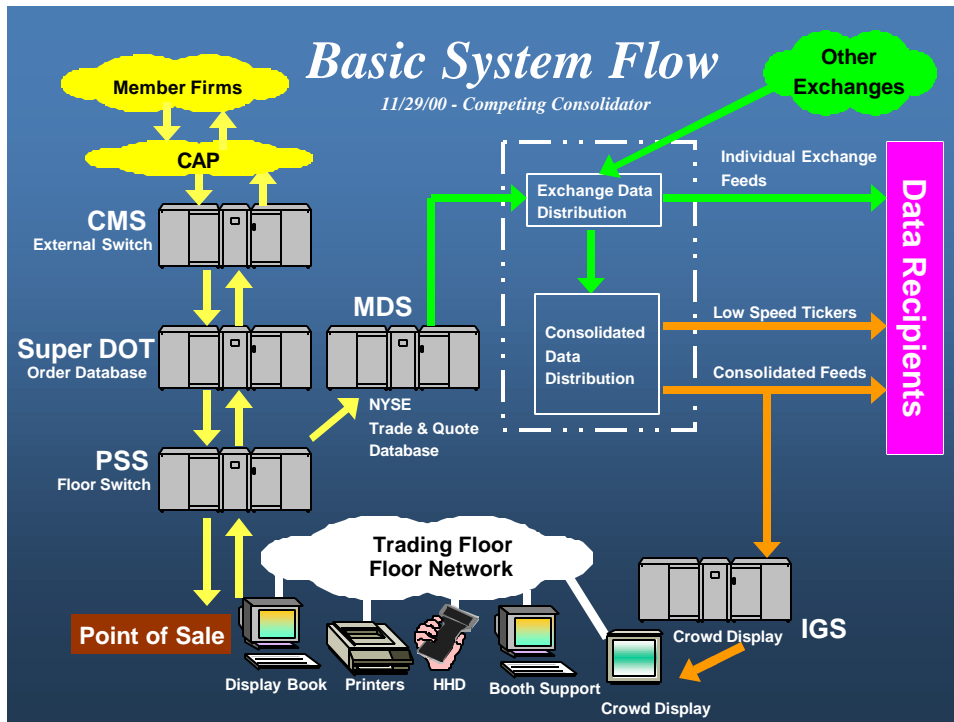 Basic System Flow
11/29/00 - Competing Consolidator
Member Firms
CAP
Other
Exchanges
CMS
External Switch
Exchange Data
Distribution
Individual Exchange
Feeds
Data Recipients
MDS
Super DOT
Order Database
Consolidated
Data
Distribution
Low Speed Tickers
Consolidated Feeds
NYSE
Trade & Quote
Database
PSS
Floor Switch
Trading Floor
Floor Network
Point of Sale
Display Book
Printers
HHD
Booth Support
Crowd Display
IGS
Crowd Display